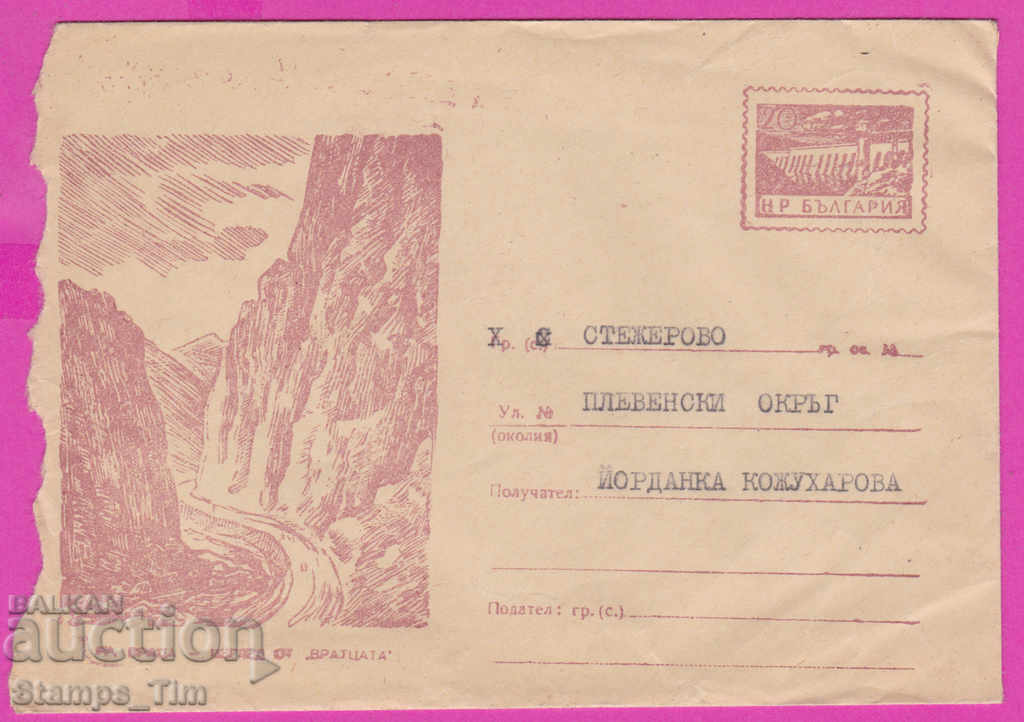 20
НР БЪЛГАРИЯ
Х
гр. (с.) СТЕЖЕРОВО гр. ос. №
Ул. № ПЛЕВЕНСКИ ОКРЪГ
(околия)
Получател: ЙОРДАНКА КОЖУХАРОВА
Подател: гр. (с.)
„ВРАТЦАТА"
BALKAN
auction
Stamps_Tim